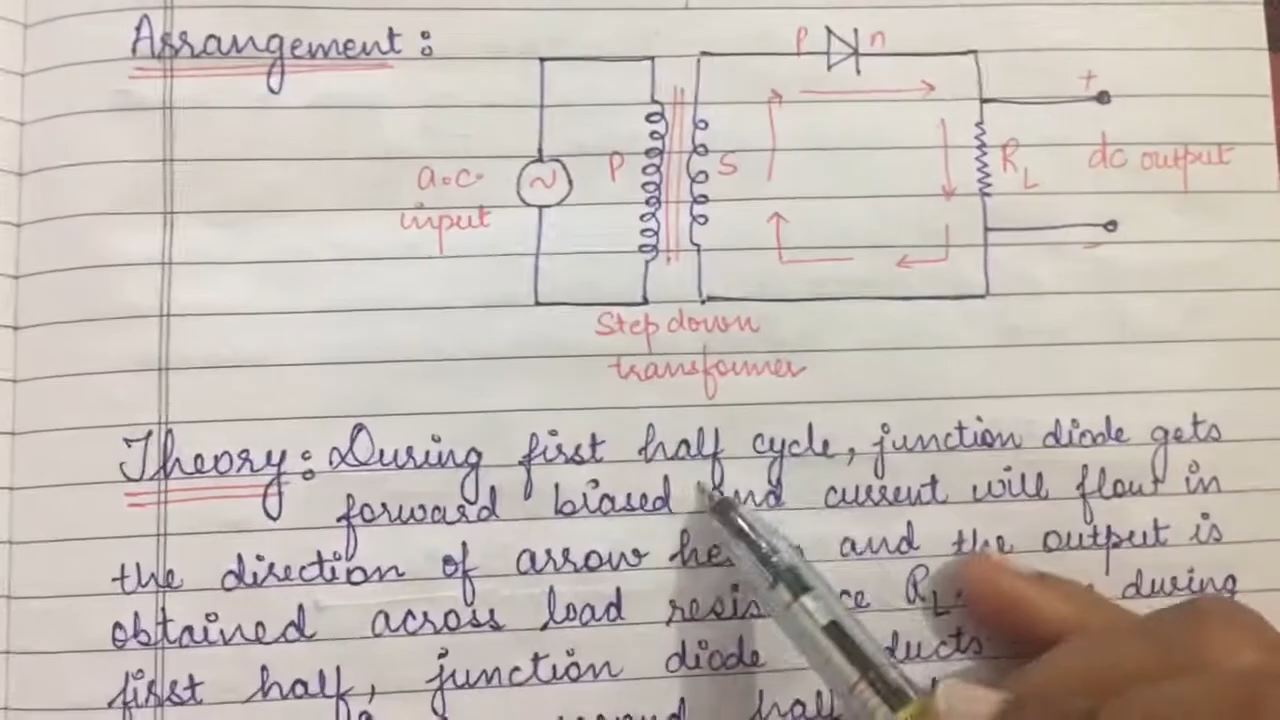 Arrangement :
p n
+
a.c. P S RL dc output
input
−
Step down
transformer
Theory : During first half cycle, junction diode gets
forward biased and current will flow in
the direction of arrow and the output is
obtained across load RL during
first half, junction diode
half